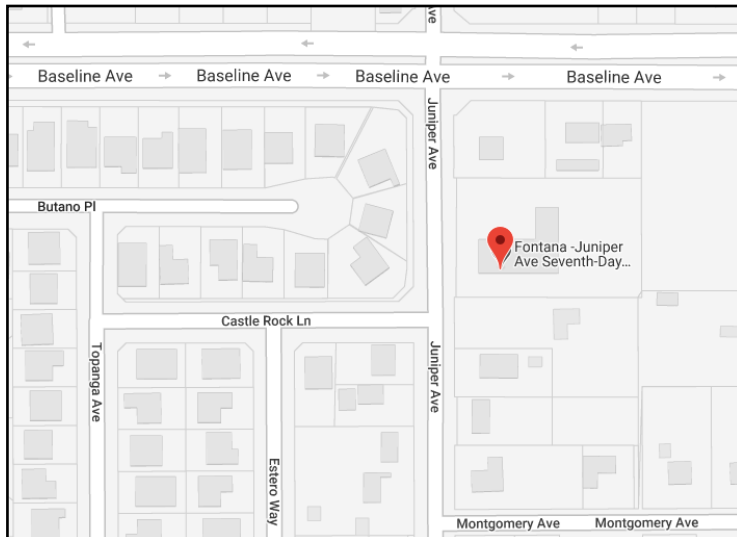 Ave
Baseline Ave
Baseline Ave
Baseline Ave
Baseline Ave
Juniper Ave
Butano Pl
Fontana -Juniper
Ave Seventh-Day...
Castle Rock Ln
Topanga Ave
Juniper Ave
Estero Way
Montgomery Ave
Montgomery Ave